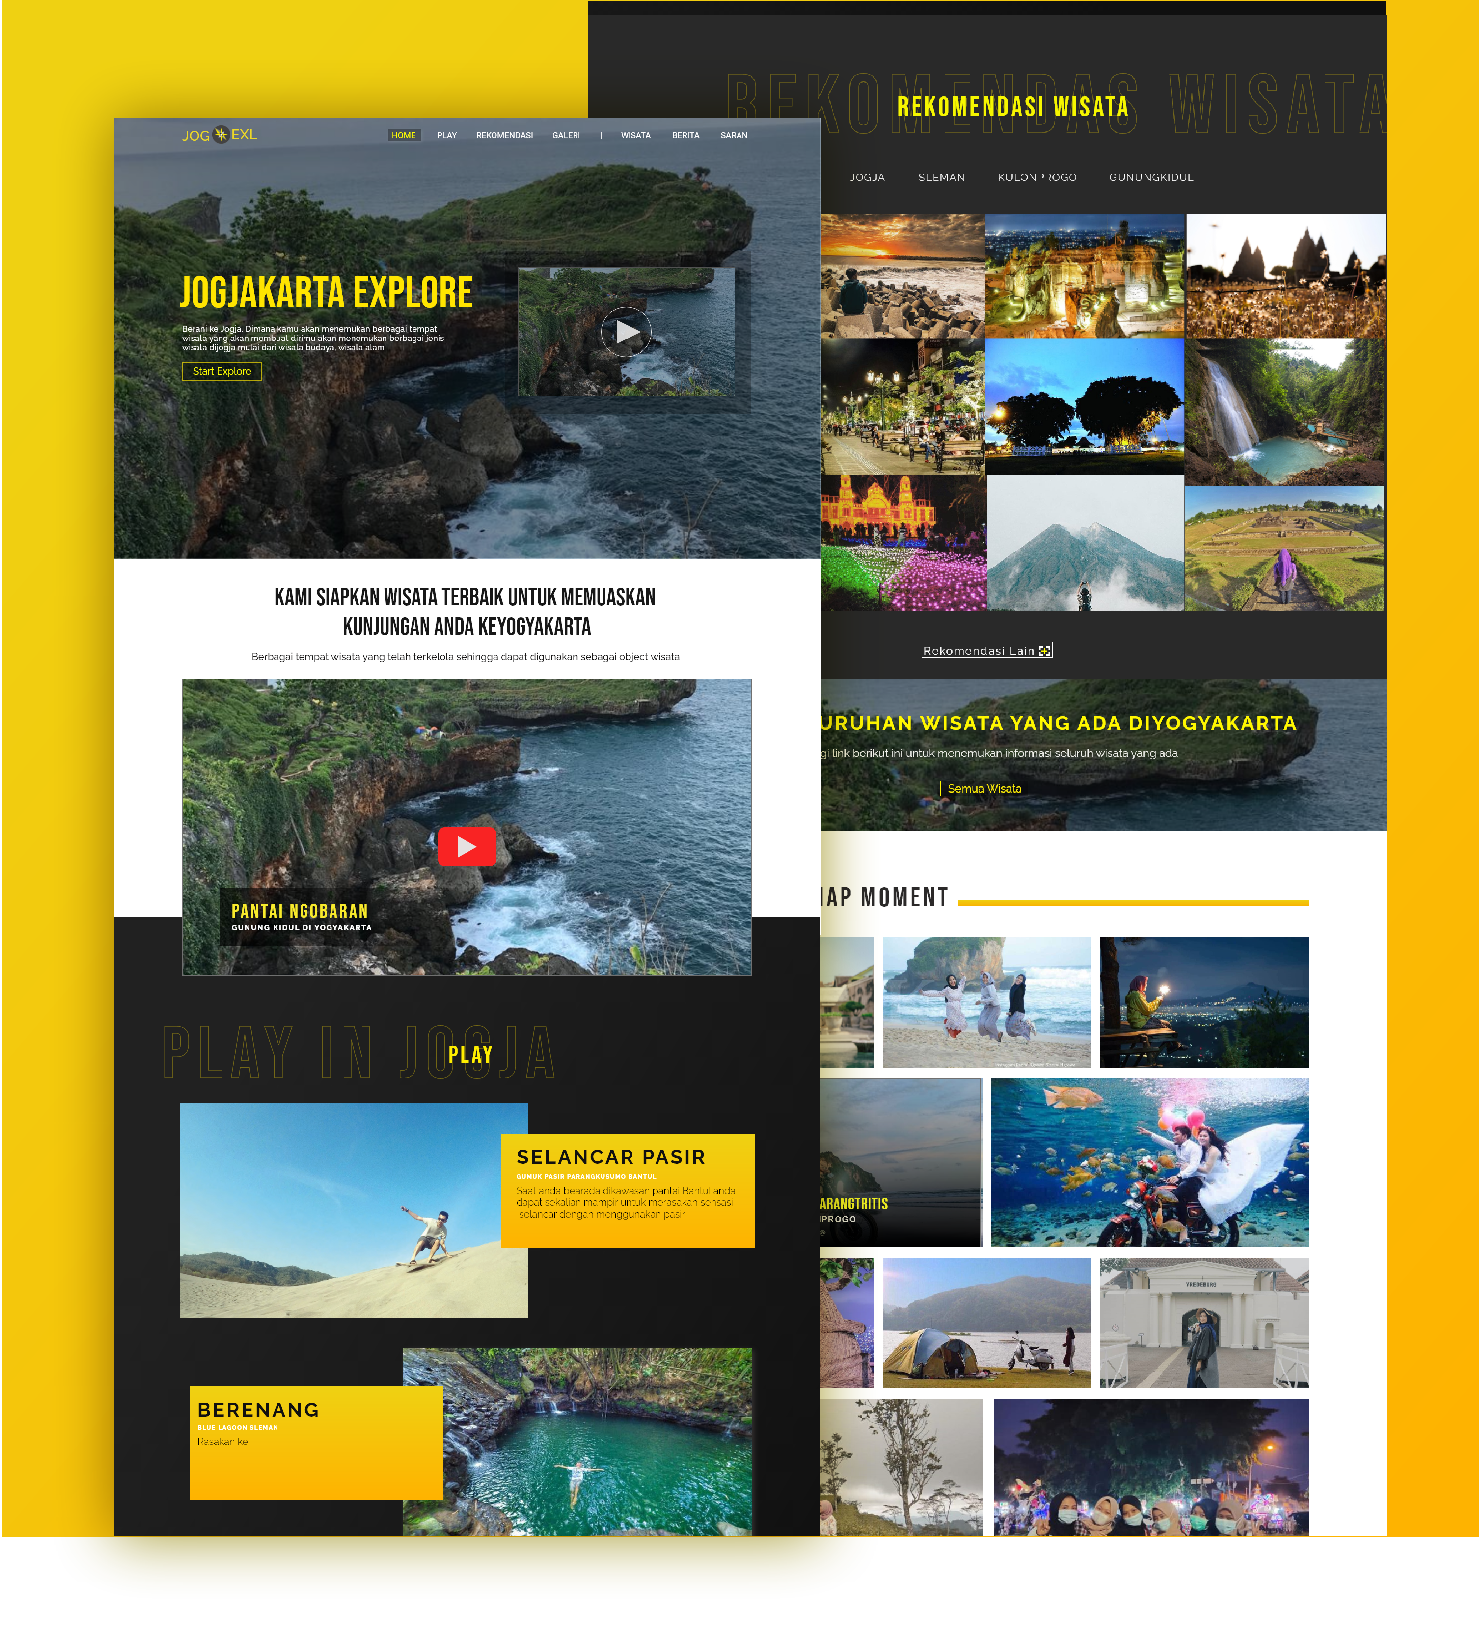 JOG EXL
HOME PLAY REKOMENDASI GALERI | WISATA BERITA SARAN
JOGJAKARTA EXPLORE
Berani ke Jogja. Dimana kamu akan menemukan berbagai tempat
wisata yang akan membuat dirimu akan menemukan berbagai jenis
wisata dijogja mulai dari wisata budaya, wisata alam
Start Explore
KAMI SIAPKAN WISATA TERBAIK UNTUK MEMUASKAN
KUNJUNGAN ANDA KEYOGYAKARTA
Berbagai tempat wisata yang telah terkelola sehingga dapat digunakan sebagai object wisata
PANTAI NGOBARAN
GUNUNG KIDUL DI YOGYAKARTA
PLAY IN JOGJA
PLAY
SELANCAR PASIR
GUMUK PASIR PARANGKUSUMO BANTUL
Saat anda bearada dikawasan pantai Bantul anda
dapat sekalian mampir untuk merasakan sensasi
selancar dengan menggunakan pasir
BERENANG
BLUE LAGOON SLEMAN
Rasakan ke
REKOMENDAS WISATA
REKOMENDASI WISATA
JOGJA SLEMAN KULON PROGO GUNUNGKIDUL
Rekomendasi Lain
URUHAN WISATA YANG ADA DIYOGYAKARTA
gi link berikut ini untuk menemukan informasi seluruh wisata yang ada
Semua Wisata
IAP MOMENT
ARANGTRITIS
PROGO
VREDEBURG